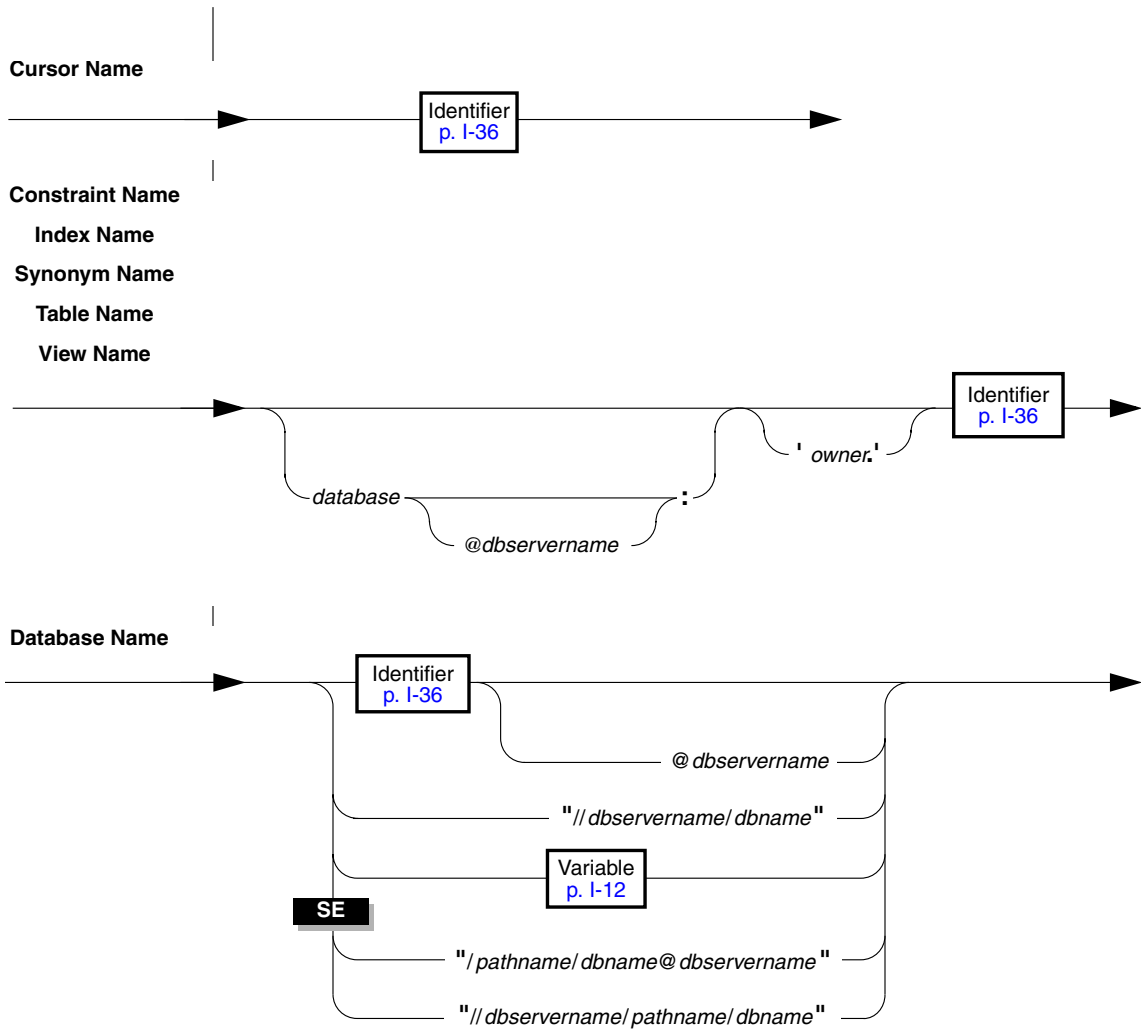 Cursor Name
Identifier
p. I-36
Constraint Name
Index Name
Synonym Name
Table Name
View Name
Identifier
p. I-36
' owner.'
database :
@dbservername
Database Name
Identifier
p. I-36
@dbservername
"//dbservername/dbname"
Variable
p. I-12
SE
"/pathname/dbname@dbservername"
"//dbservername/pathname/dbname"